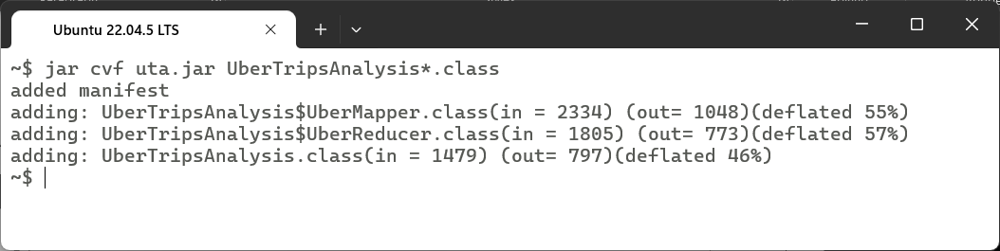 Ubuntu 22.04.5 LTS
~$ jar cvf uta.jar UberTripsAnalysis*.class
added manifest
adding: UberTripsAnalysis$UberMapper.class(in = 2334) (out= 1048)(deflated 55%)
adding: UberTripsAnalysis$UberReducer.class(in = 1805) (out= 773)(deflated 57%)
adding: UberTripsAnalysis.class(in = 1479) (out= 797)(deflated 46%)
~$